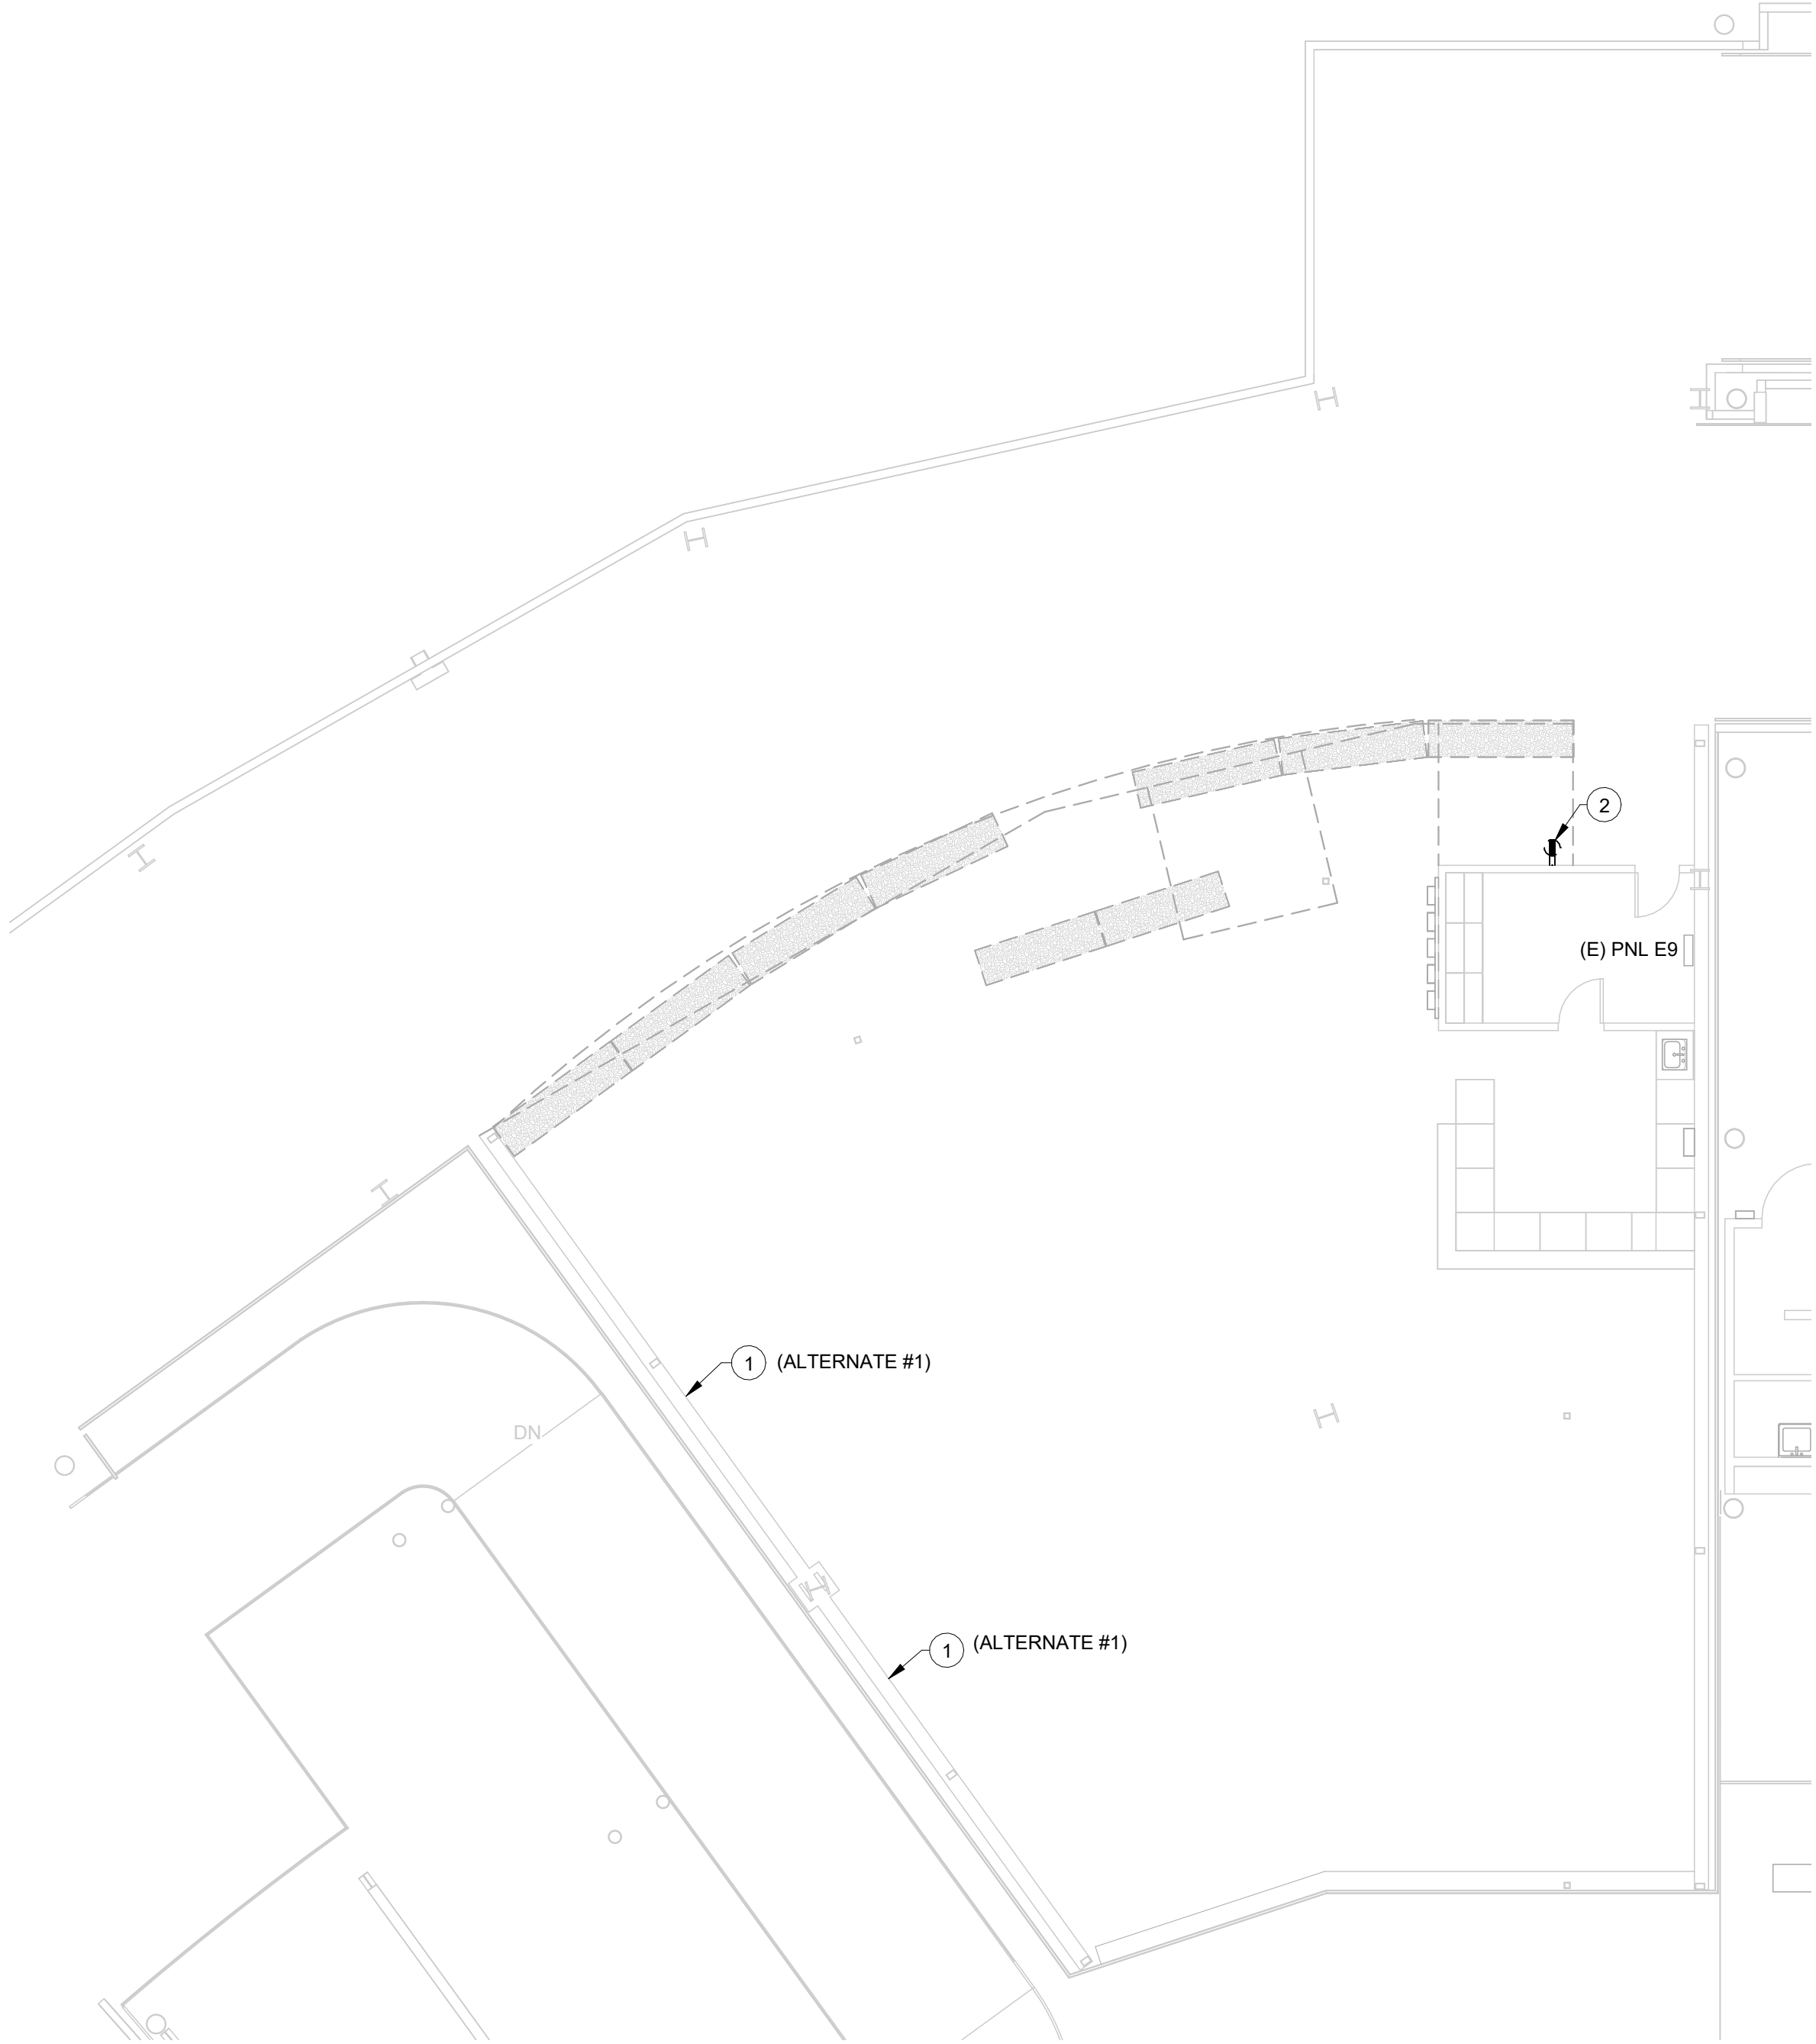 2
(E) PNL E9
1 (ALTERNATE #1)
DN
1 (ALTERNATE #1)